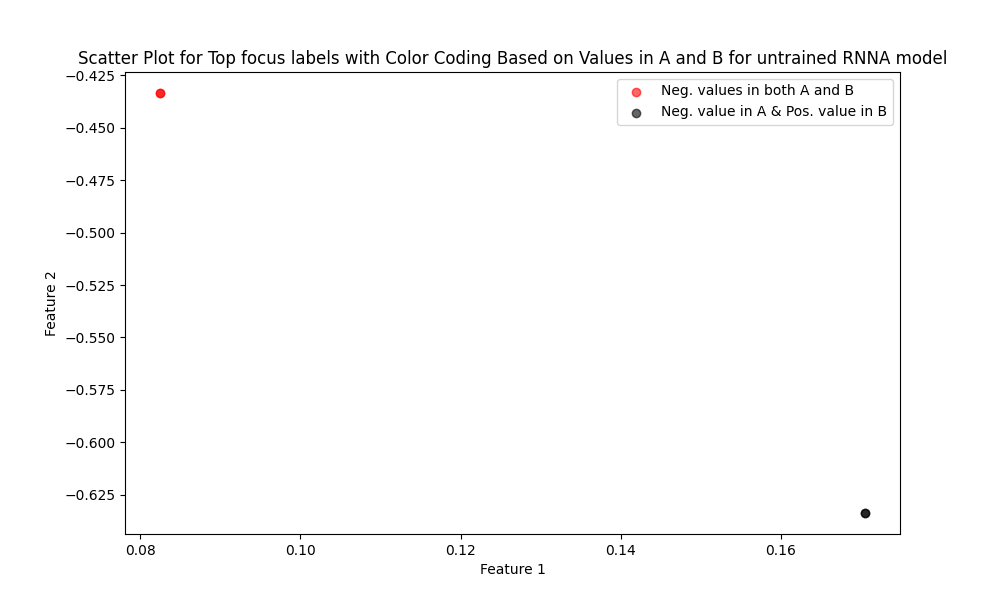 Scatter Plot for Top focus labels with Color Coding Based on Values in A and B for untrained RNNA model
Neg. values in both A and B
Neg. value in A & Pos. value in B
−0.425
−0.450
−0.475
−0.500
−0.525
−0.550
−0.575
−0.600
−0.625
Feature 2
0.08 0.10 0.12 0.14 0.16
Feature 1